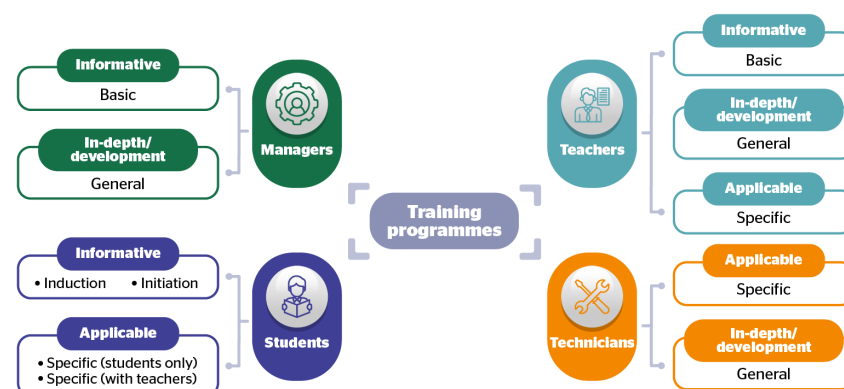 Informative
Basic
In-depth/
development
General
Managers
Informative
• Induction • Initiation
Applicable
• Specific (students only)
• Specific (with teachers)
Students
Training
programmes
Teachers
Informative
Basic
In-depth/
development
General
Applicable
Specific
Technicians
Applicable
Specific
In-depth/
development
General